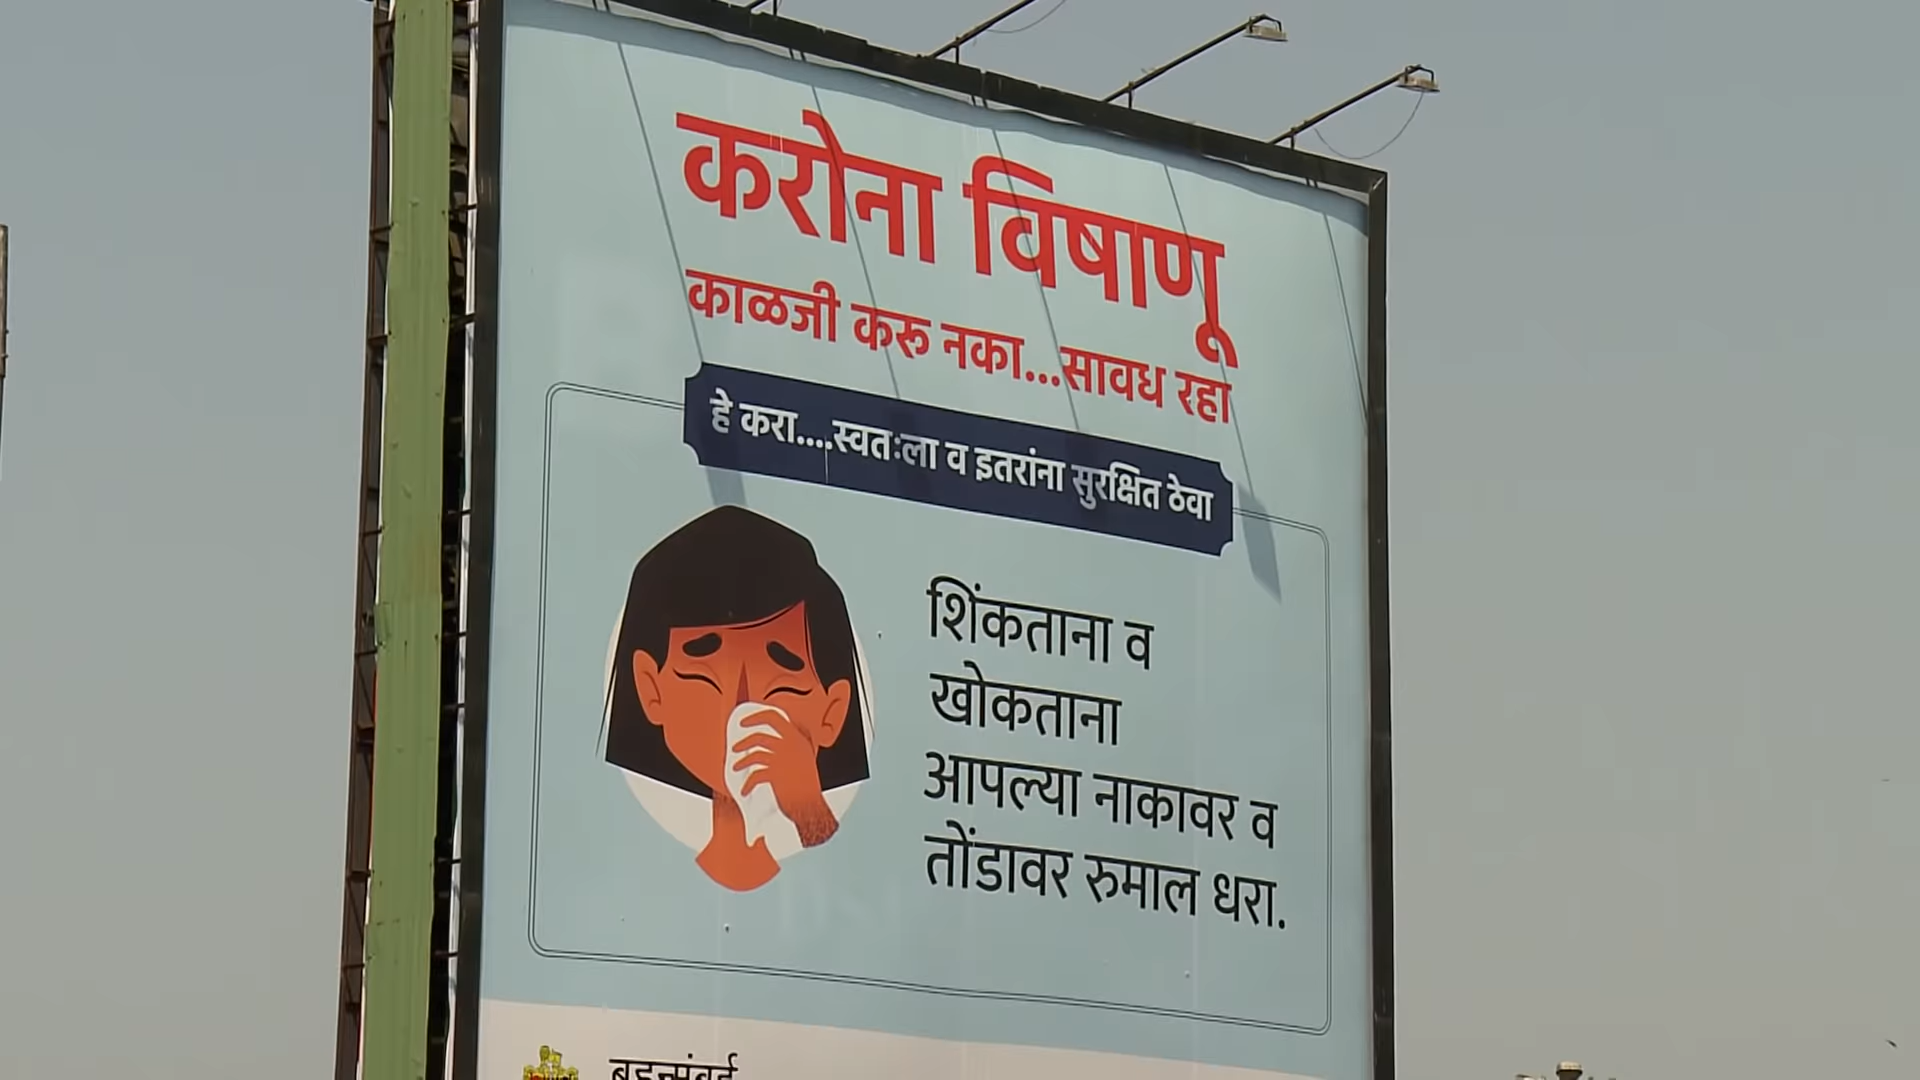 करोना विषाणू
काळजी करू नका...सावध रहा
हे करा....स्वतःला व इतरांना सुरक्षित ठेवा
शिंकताना व
खोकताना
आपल्या नाकावर व
तोंडावर रुमाल धरा.
बृहन्मुंबई